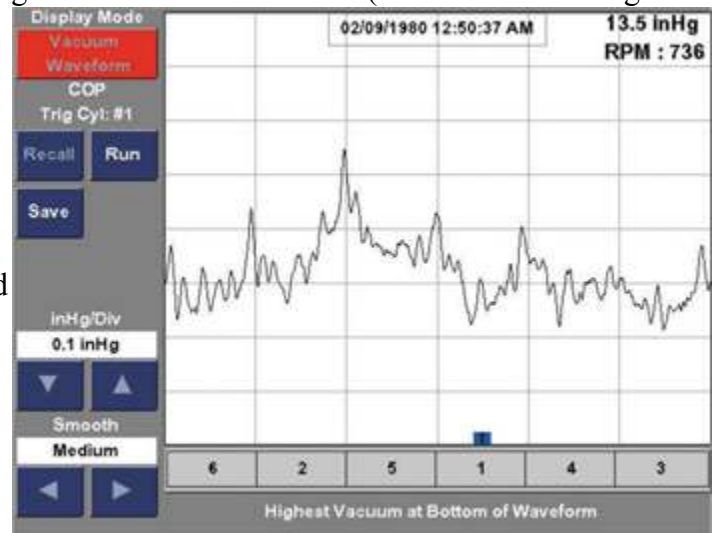 Display Mode
Vacuum
Waveform
COP
Trig Cyl: #1
Recall Run
Save
inHg/Div
0.1 inHg
Smooth
Medium
02/09/1980 12:50:37 AM
13.5 inHg
RPM : 736
6 2 5 1 4 3
Highest Vacuum at Bottom of Waveform